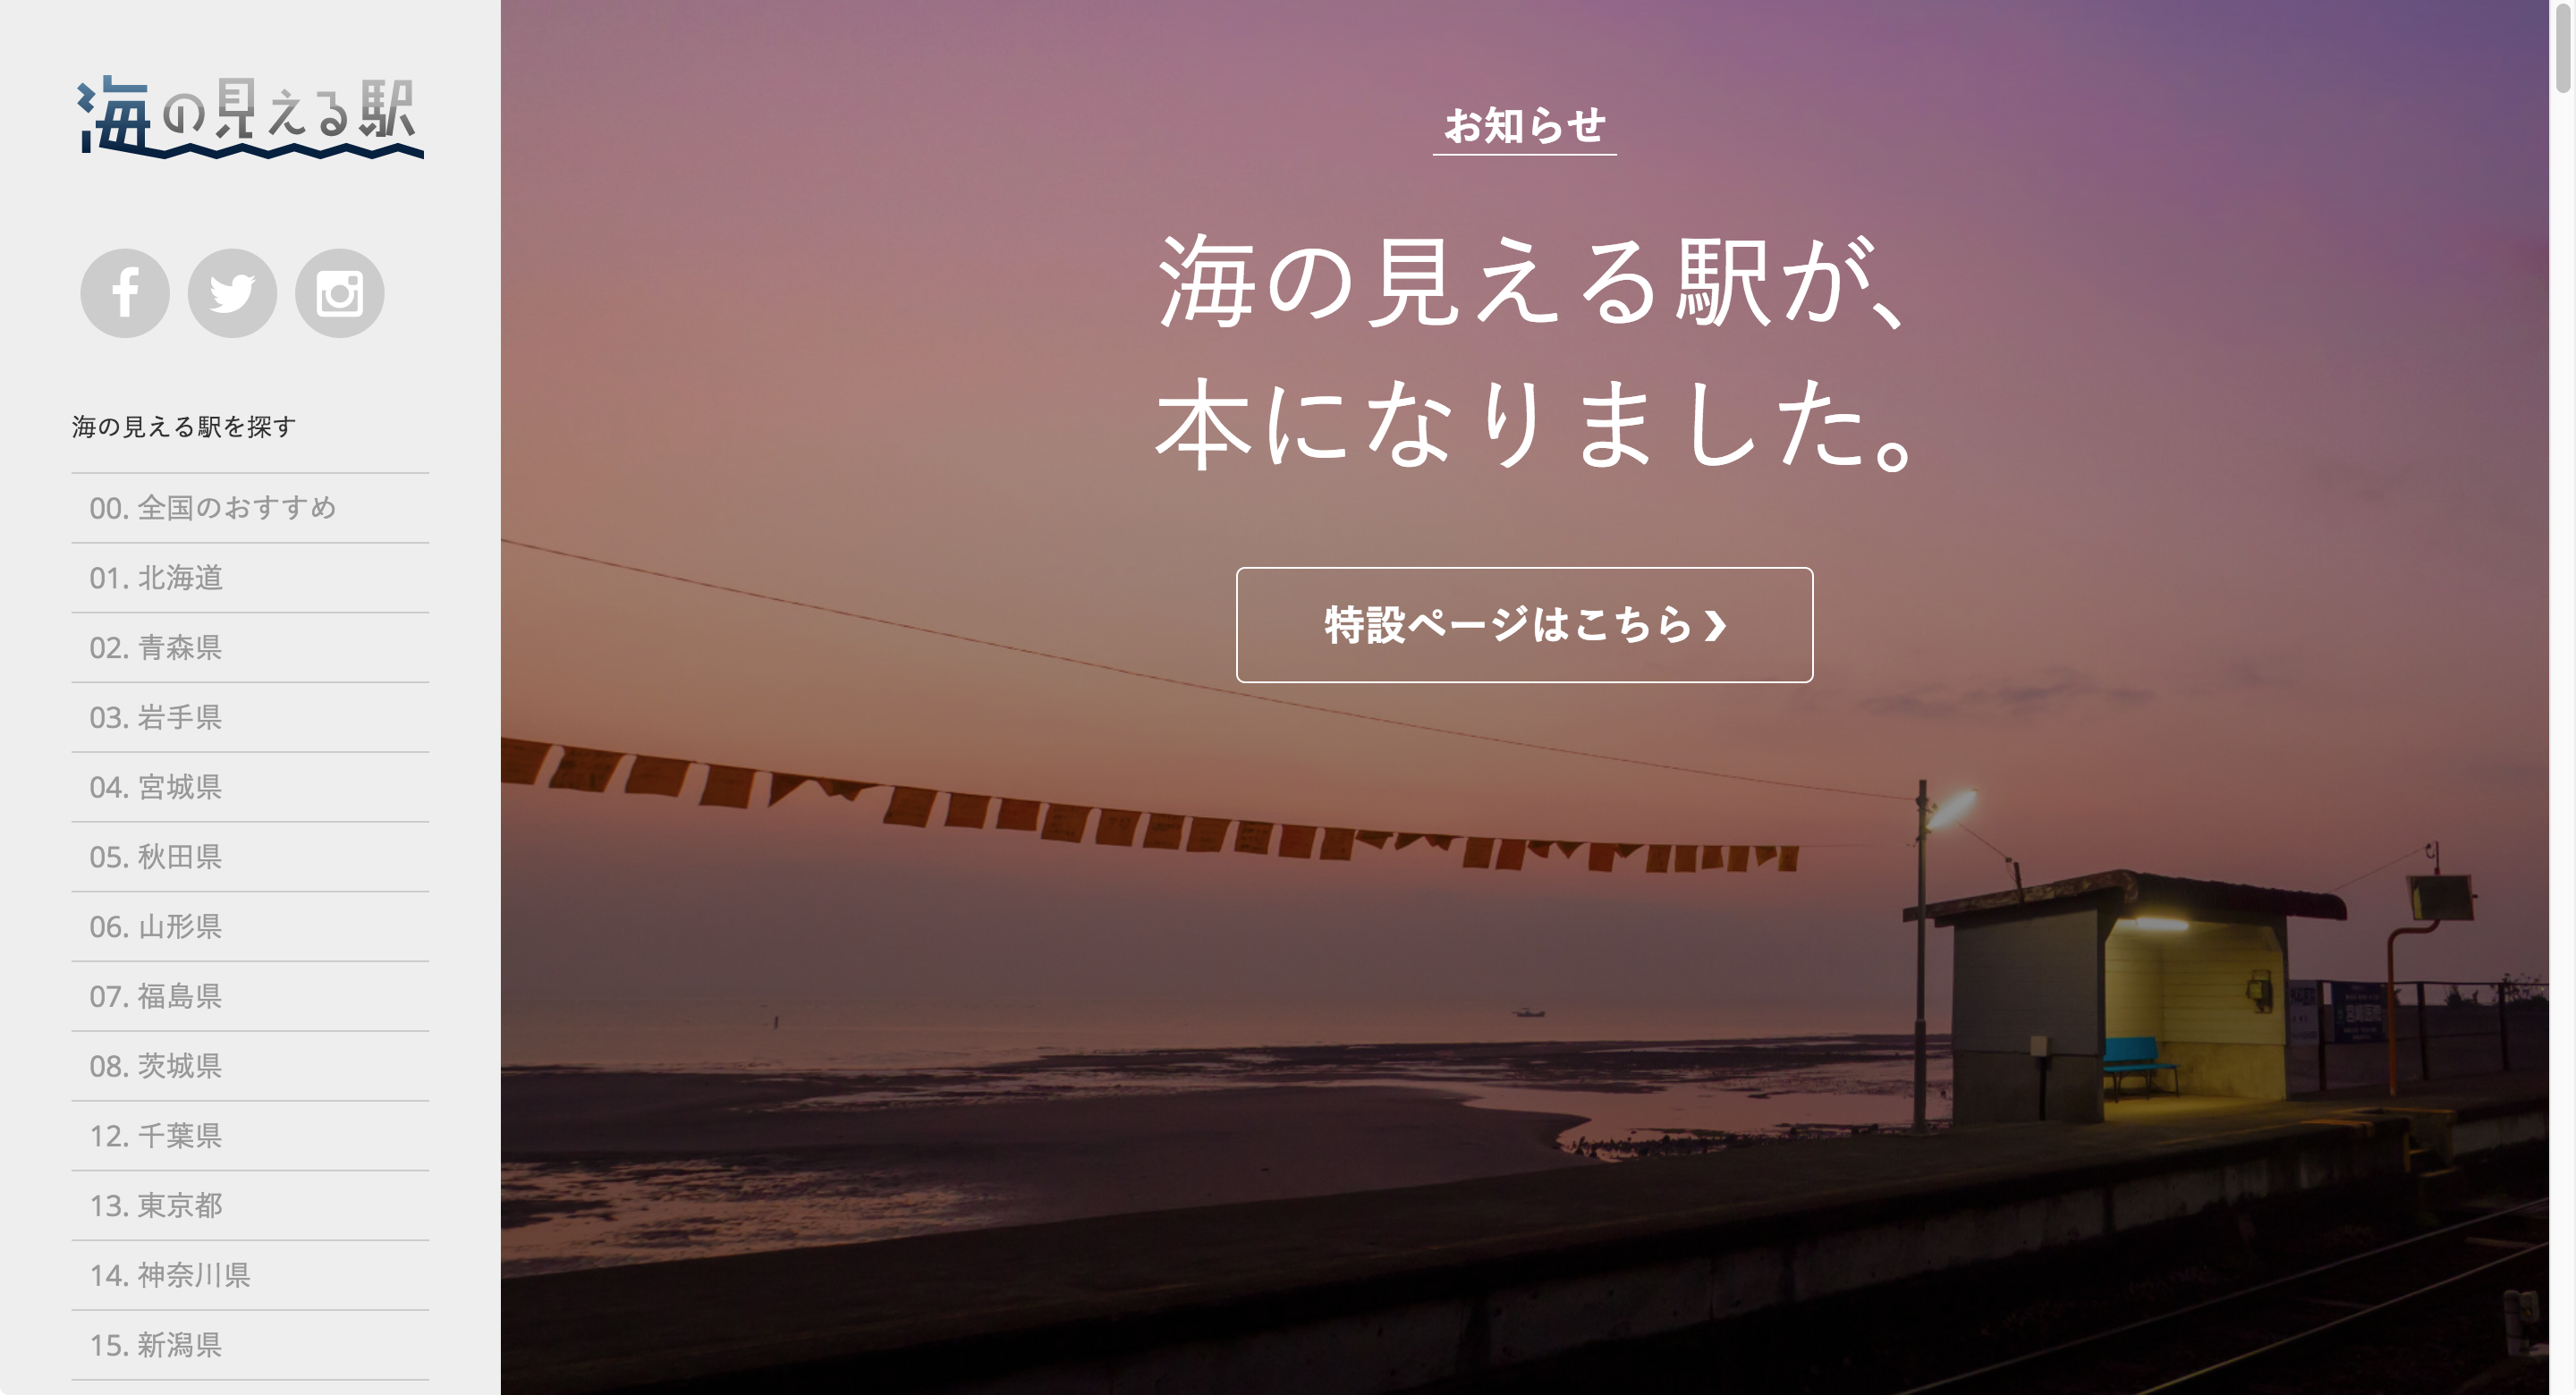 海の見える駅
海の見える駅を探す
00. 全国のおすすめ
01. 北海道
02. 青森県
03. 岩手県
04. 宮城県
05. 秋田県
06. 山形県
07. 福島県
08. 茨城県
12. 千葉県
13. 東京都
14. 神奈川県
15. 新潟県
お知らせ
海の見える駅が、
本になりました。
特設ページはこちら